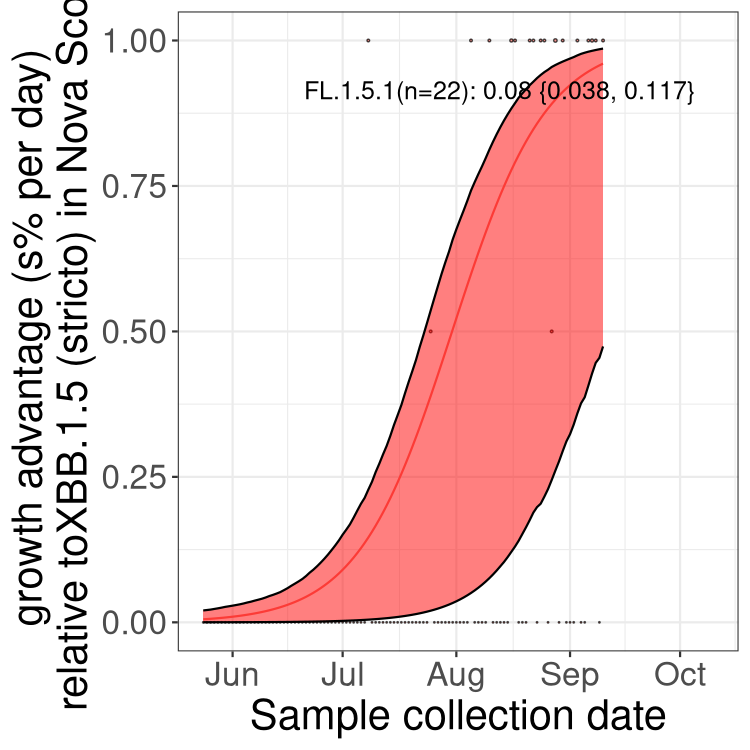 growth advantage (s% per day)
relative toXBB.1.5 (stricto) in Nova Sco
1.00
0.75
0.50
0.25
0.00
FL.1.5.1(n=22): 0.08 {0.038, 0.117}
Jun Jul Aug Sep Oct
Sample collection date